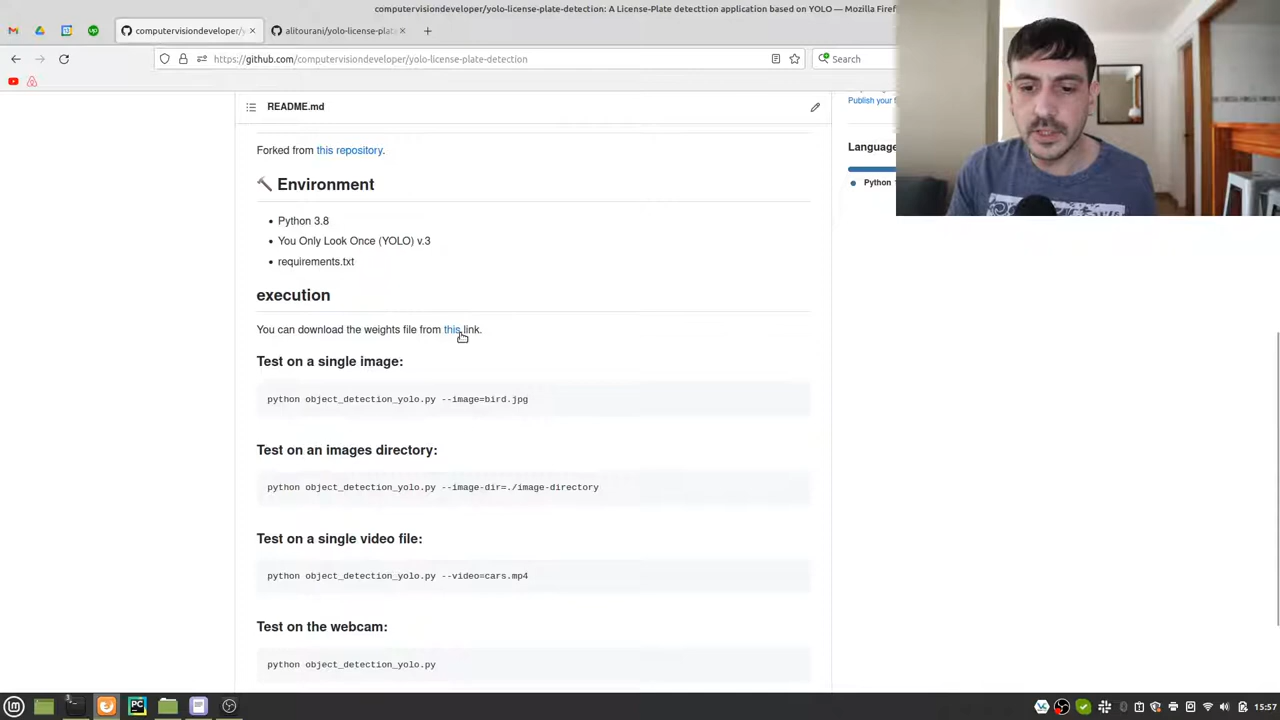 computervisiondeveloper/yolo-license-plate-detection: A License-Plate detecttion application based on YOLO — Mozilla Firef
computervisiondeveloper/y
alitourani/yolo-license-plat
https://github.com/computervisiondeveloper/yolo-license-plate-detection
Search
README.md
Publish your
Forked from this repository.
Language
Python
🔨 Environment
• Python 3.8
• You Only Look Once (YOLO) v.3
• requirements.txt
execution
You can download the weights file from this link.
Test on a single image:
python object_detection_yolo.py --image=bird.jpg
Test on an images directory:
python object_detection_yolo.py --image-dir=./image-directory
Test on a single video file:
python object_detection_yolo.py --video=cars.mp4
Test on the webcam:
python object_detection_yolo.py
PC
15:57